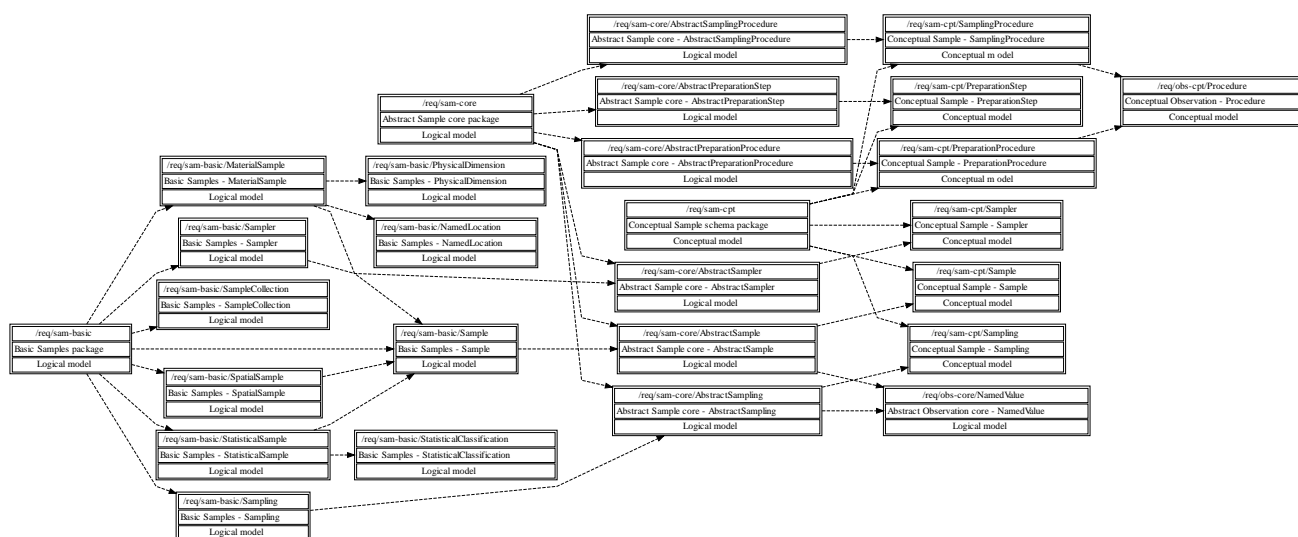 /req/sam-core/AbstractSamplingProcedure
Abstract Sample core - AbstractSamplingProcedure
Logical model
/req/sam-cpt/SamplingProcedure
Conceptual Sample - SamplingProcedure
Conceptual m odel
/req/sam-core
Abstract Sample core package
Logical model
/req/sam-core/AbstractPreparationStep
Abstract Sample core - AbstractPreparationStep
Logical model
/req/sam-cpt/PreparationStep
Conceptual Sample - PreparationStep
Conceptual model
/req/obs-cpt/Procedure
Conceptual Observation - Procedure
Conceptual model
/req/sam-core/AbstractPreparationProcedure
Abstract Sample core - AbstractPreparationProcedure
Logical model
/req/sam-cpt/PreparationProcedure
Conceptual Sample - PreparationProcedure
Conceptual m odel
/req/sam-basic/MaterialSample
Basic Samples - MaterialSample
Logical model
/req/sam-basic/PhysicalDimension
Basic Samples - PhysicalDimension
Logical model
/req/sam-cpt
Conceptual Sample schema package
Conceptual model
/req/sam-cpt/Sampler
Conceptual Sample - Sampler
Conceptual model
/req/sam-basic/Sampler
Basic Samples - Sampler
Logical model
/req/sam-basic/NamedLocation
Basic Samples - NamedLocation
Logical model
/req/sam-core/AbstractSampler
Abstract Sample core - AbstractSampler
Logical model
/req/sam-cpt/Sample
Conceptual Sample - Sample
Conceptual model
/req/sam-basic/SampleCollection
Basic Samples - SampleCollection
Logical model
/req/sam-basic
Basic Samples package
Logical model
/req/sam-basic/Sample
Basic Samples - Sample
Logical model
/req/sam-core/AbstractSample
Abstract Sample core - AbstractSample
Logical model
/req/sam-cpt/Sampling
Conceptual Sample - Sampling
Conceptual model
/req/sam-basic/SpatialSample
Basic Samples - SpatialSample
Logical model
/req/sam-core/AbstractSampling
Abstract Sample core - AbstractSampling
Logical model
/req/obs-core/NamedValue
Abstract Observation core - NamedValue
Logical model
/req/sam-basic/StatisticalSample
Basic Samples - StatisticalSample
Logical model
/req/sam-basic/StatisticalClassification
Basic Samples - StatisticalClassification
Logical model
/req/sam-basic/Sampling
Basic Samples - Sampling
Logical model